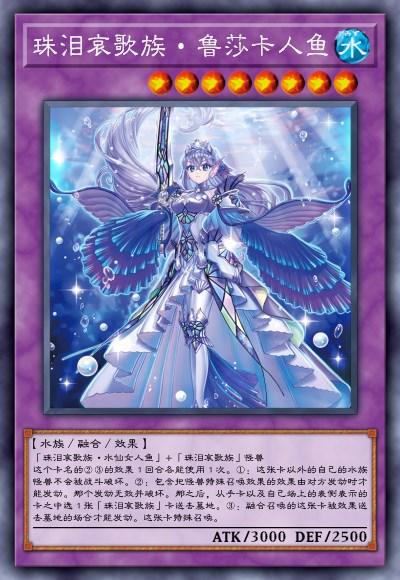 珠泪哀歌族·鲁莎卡人鱼
水
【水族/融合/效果】
「珠泪哀歌族·水仙女人鱼」+「珠泪哀歌族」怪兽
这个卡名的②③的效果1回合各能使用1次。①：这张卡以外的自己的水族
怪兽不会被战斗破坏。②：包含把怪兽特殊召唤效果的效果由对方发动时才
能发动。那个发动无效并破坏。那之后，从手卡以及自己场上的表侧表示的
卡之中选1张「珠泪哀歌族」卡送去墓地。③：融合召唤的这张卡被效果送
去墓地的场合才能发动。这张卡特殊召唤。
ATK/3000 DEF/2500